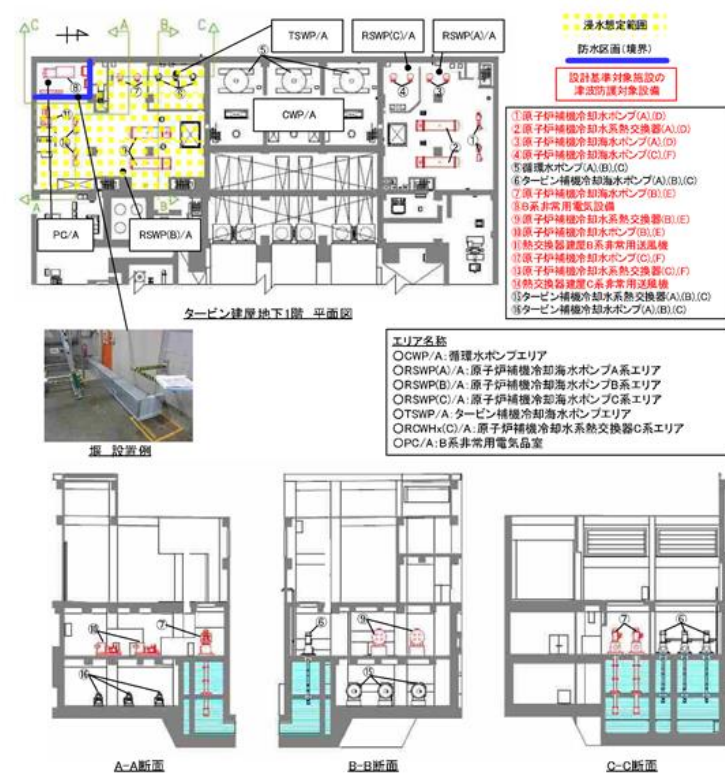 C
A
B
C
TSWP/A
RSWP(C)/A
RSWP(A)/A
浸水想定範囲
防水区画(境界)
設計基準対象施設の
津波防護対象設備
⑤
④
③
⑦
⑧
CWP/A
②
①
A
B
PC/A
RSWP(B)/A
タービン建屋地下1階 平面図
①原子炉補機冷却水ポンプ(A),(D)
②原子炉補機冷却水系熱交換器(A),(D)
③原子炉補機冷却海水ポンプ(A),(D)
④原子炉補機冷却海水ポンプ(C),(F)
⑤循環水ポンプ(A),(B),(C)
⑥タービン補機冷却海水ポンプ(A),(B),(C)
⑦原子炉補機冷却海水ポンプ(B),(E)
⑧B系非常用電気設備
⑨原子炉補機冷却水系熱交換器(B),(E)
⑩原子炉補機冷却水ポンプ(B),(E)
⑪熱交換器建屋B系非常用送風機
⑫原子炉補機冷却水ポンプ(C),(F)
⑬原子炉補機冷却水系熱交換器(C),(F)
⑭熱交換器建屋C系非常用送風機
⑮タービン補機冷却水系熱交換器(A),(B),(C)
⑯タービン補機冷却水ポンプ(A),(B),(C)
堰 設置例
エリア名称
○CWP/A:循環水ポンプエリア
○RSWP(A)/A:原子炉補機冷却海水ポンプA系エリア
○RSWP(B)/A:原子炉補機冷却海水ポンプB系エリア
○RSWP(C)/A:原子炉補機冷却海水ポンプC系エリア
○TSWP/A:タービン補機冷却海水ポンプエリア
○RCWHx(C)/A:原子炉補機冷却水系熱交換器C系エリア
○PC/A:B系非常用電気品室
⑩
⑦
⑯
A-A断面
⑥
⑨
⑮
B-B断面
⑦
⑥
C-C断面